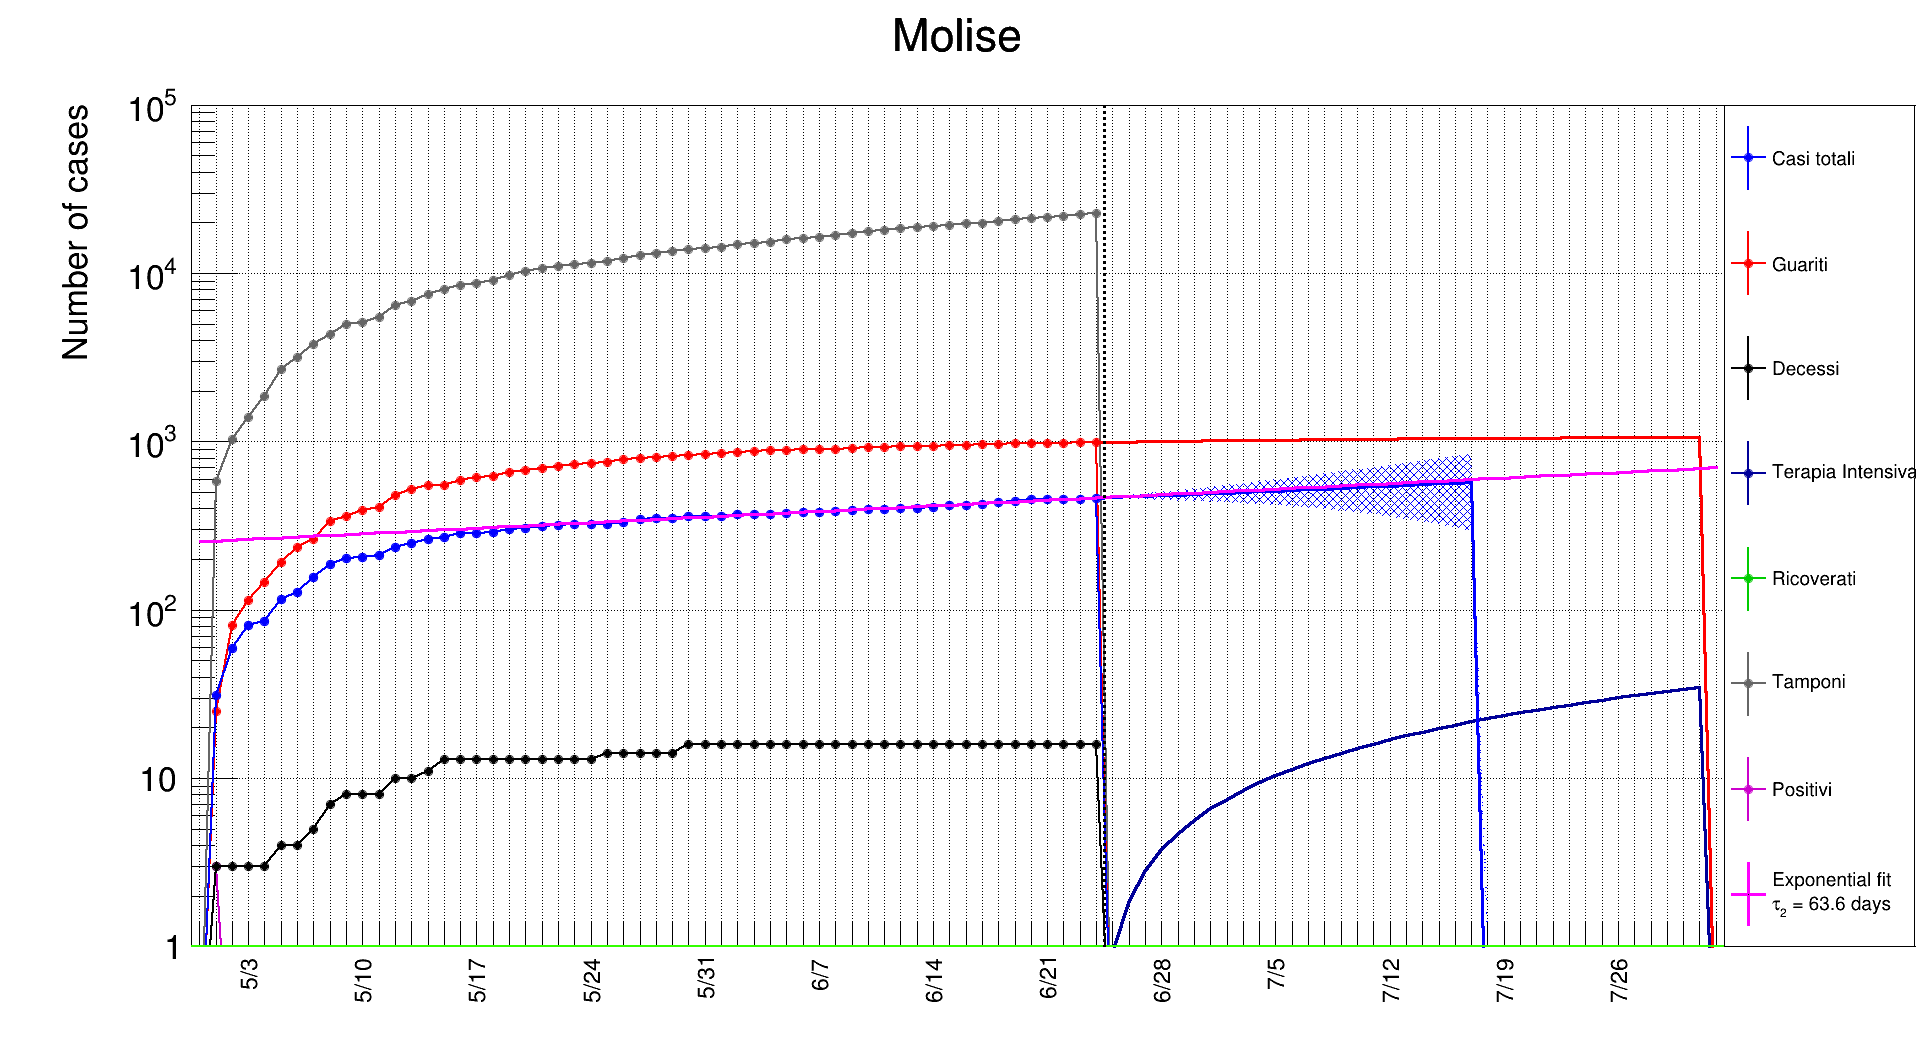 Molise
Number of cases
10^5
10^4
10^3
10^2
10
1
5/3
5/10
5/17
5/24
5/31
6/7
6/14
6/21
6/28
7/5
7/12
7/19
7/26
Casi totali
Guariti
Decessi
Terapia Intensiva
Ricoverati
Tamponi
Positivi
Exponential fit
τ_2 = 63.6 days